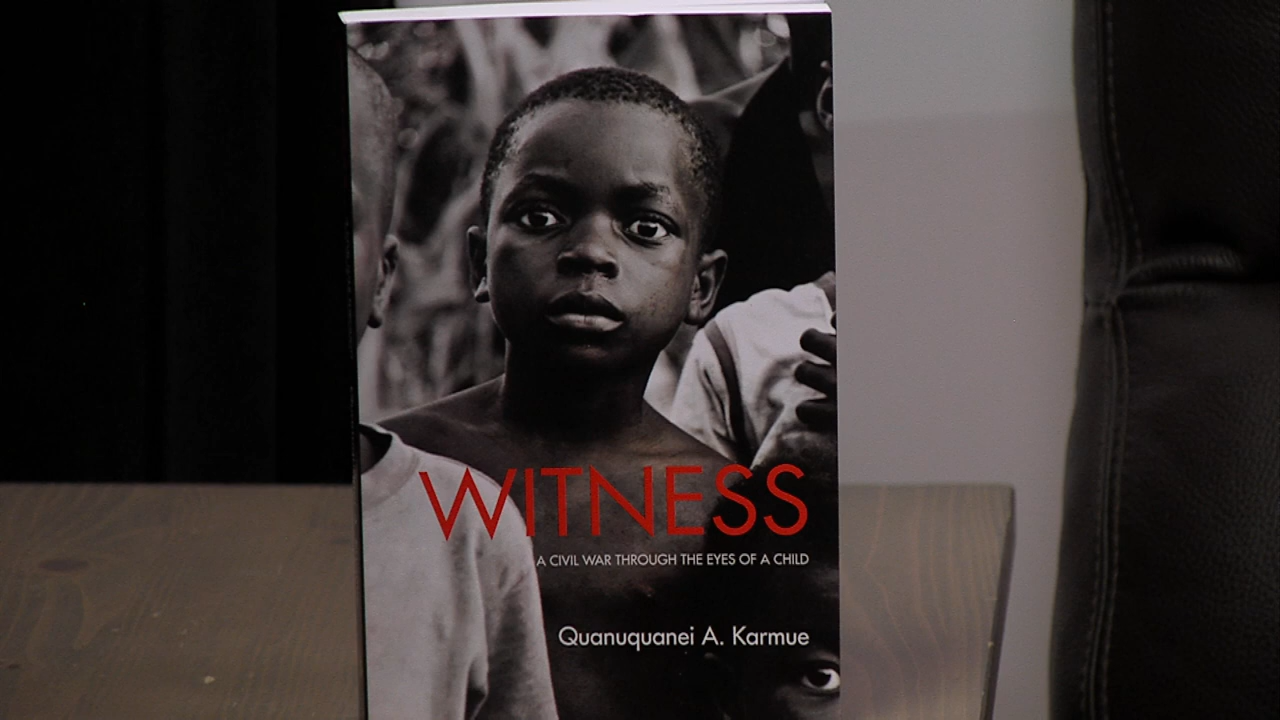 WITNESS
A CIVIL WAR THROUGH THE EYES OF A CHILD
Quanuquanei A. Karmue